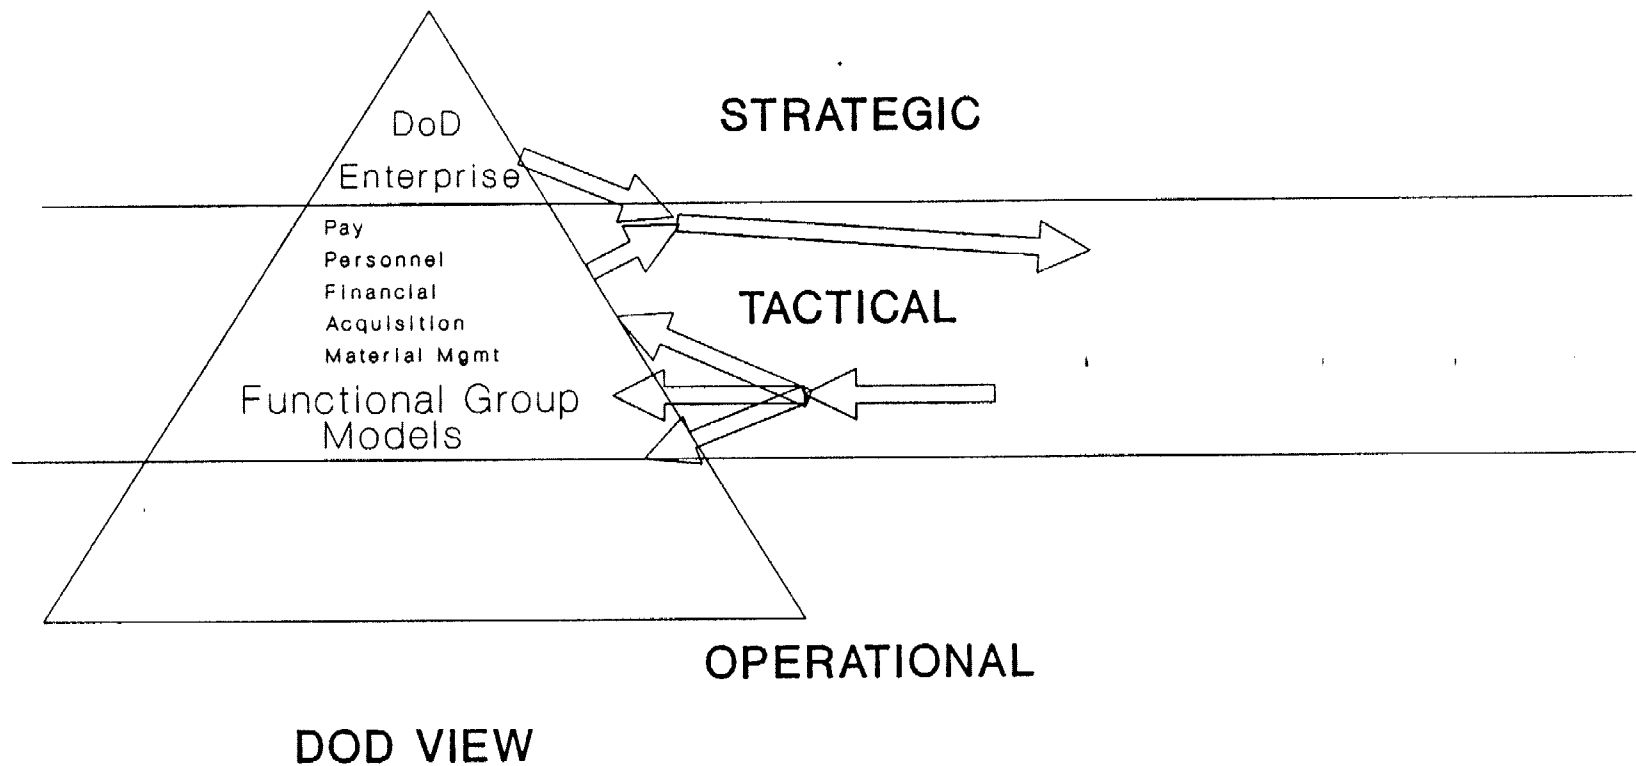 DoD
STRATEGIC
Enterprise
Pay
Personnel
Financial
TACTICAL
Acquisition
Material Mgmt
Functional Group
Models
OPERATIONAL
DOD VIEW